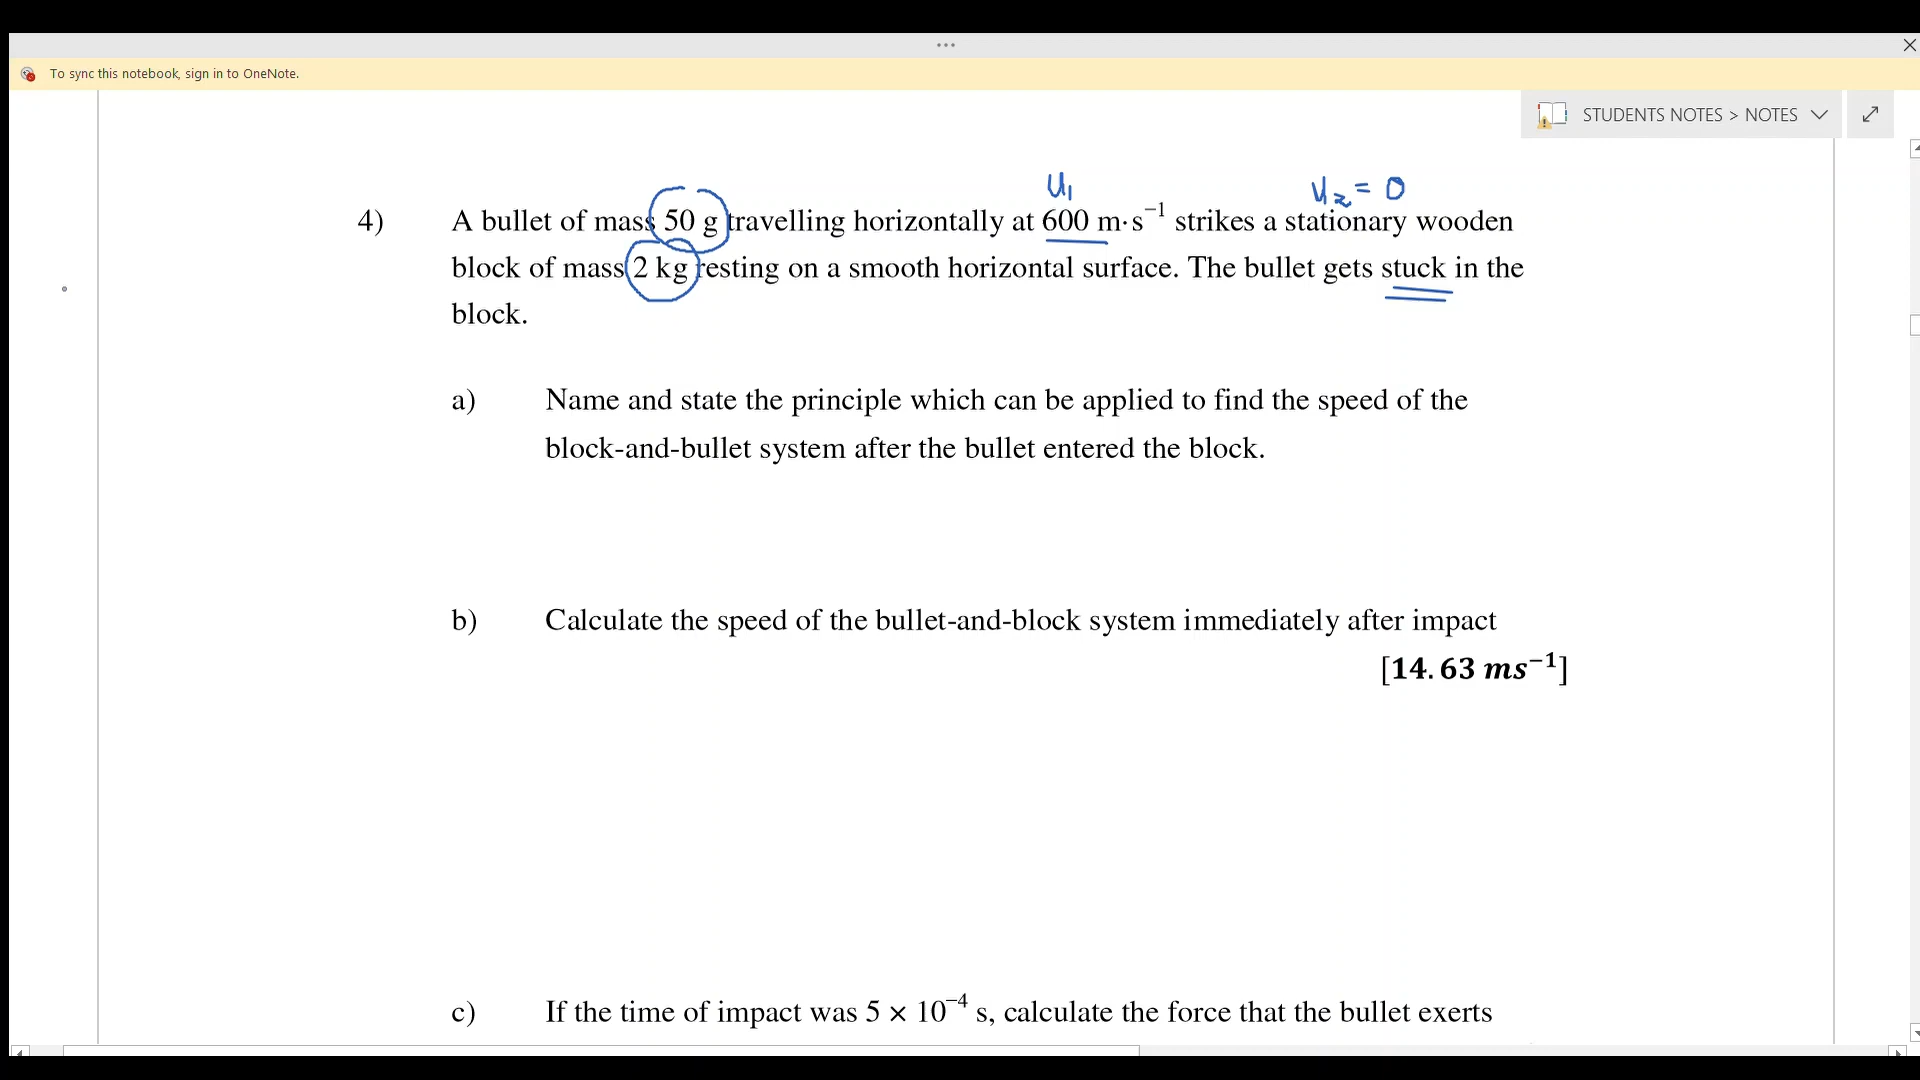 To sync this notebook, sign in to OneNote.
STUDENTS NOTES > NOTES
u₁
u₂ = 0
4) A bullet of mass 50 g travelling horizontally at 600 m·s⁻¹ strikes a stationary wooden
block of mass 2 kg resting on a smooth horizontal surface. The bullet gets stuck in the
block.
a) Name and state the principle which can be applied to find the speed of the
block-and-bullet system after the bullet entered the block.
b) Calculate the speed of the bullet-and-block system immediately after impact
[14.63 ms⁻¹]
c) If the time of impact was 5 × 10⁻⁴ s, calculate the force that the bullet exerts